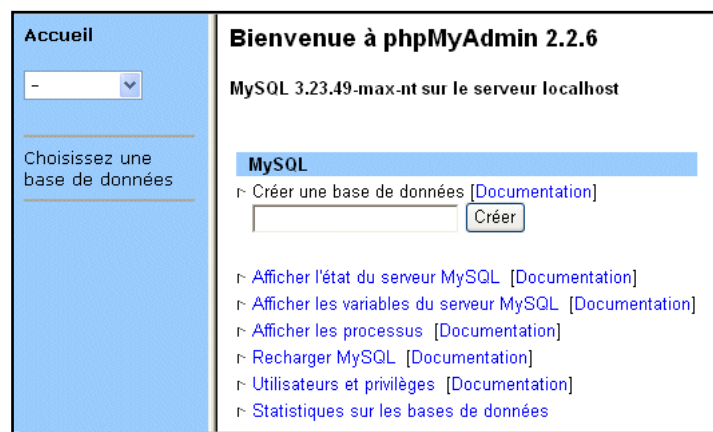 Accueil
-
Choisissez une
base de données
Bienvenue à phpMyAdmin 2.2.6
MySQL 3.23.49-max-nt sur le serveur localhost
MySQL
Créer une base de données [Documentation]
Créer
Afficher l'état du serveur MySQL [Documentation]
Afficher les variables du serveur MySQL [Documentation]
Afficher les processus [Documentation]
Recharger MySQL [Documentation]
Utilisateurs et privilèges [Documentation]
Statistiques sur les bases de données